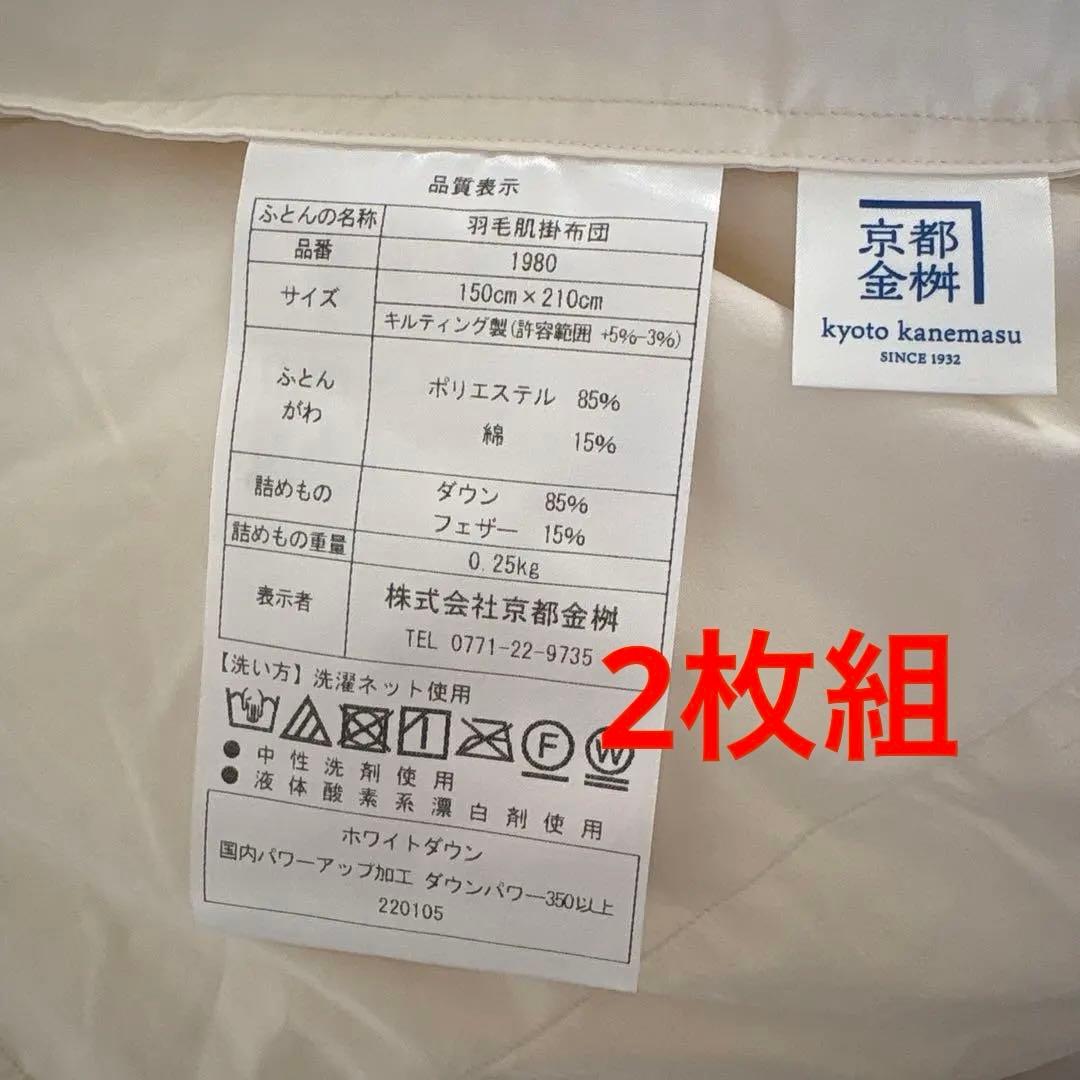 品質表示
ふとんの名称 羽毛肌掛布団
品番 1980
サイズ 150cm×210cm
キルティング製(許容範囲 +5%-3%)
ふとん
がわ
ポリエステル 85%
綿 15%
詰めもの ダウン 85%
フェザー 15%
詰めもの重量 0.25kg
表示者 株式会社京都金桝
TEL 0771-22-9735
【洗い方】洗濯ネット使用
F W
●中性洗剤使用
●液体酸素系漂白剤使用
ホワイトダウン
国内パワーアップ加工 ダウンパワー350以上
220105
京都
金桝
kyoto kanemasu
SINCE 1932
2枚組